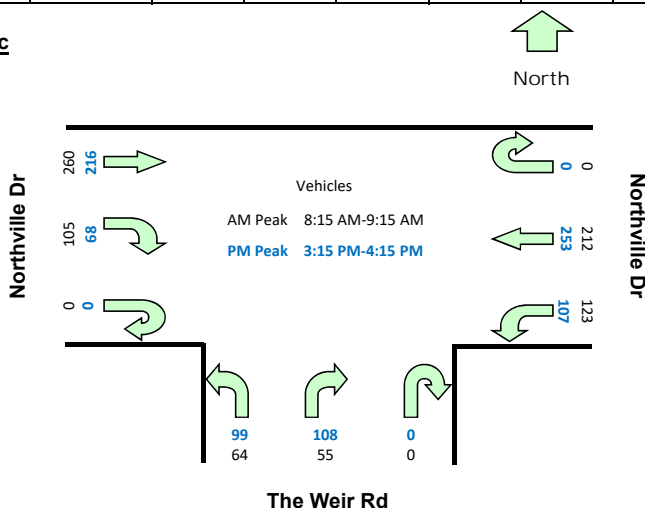 c
North
260
216
0
0
Vehicles
Northville Dr
105
68
AM Peak 8:15 AM-9:15 AM
253
212
Northville Dr
PM Peak 3:15 PM-4:15 PM
0
0
107
123
99
108
0
64
55
0
The Weir Rd